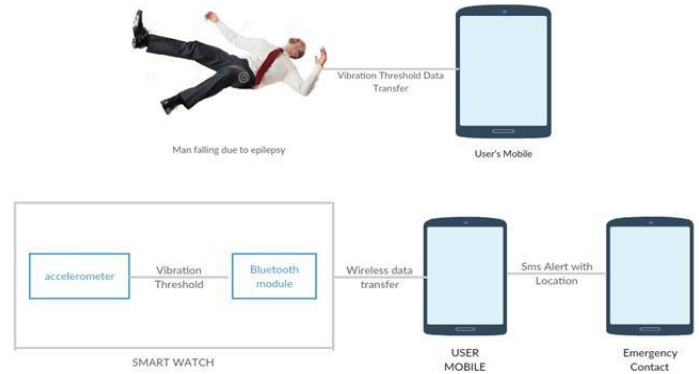 Vibration Threshold Data
Transfer
Man falling due to epilepsy
User's Mobile
accelerometer
Vibration
Threshold
Bluetooth
module
Wireless data
transfer
Sms Alert with
Location
SMART WATCH
USER
MOBILE
Emergency
Contact